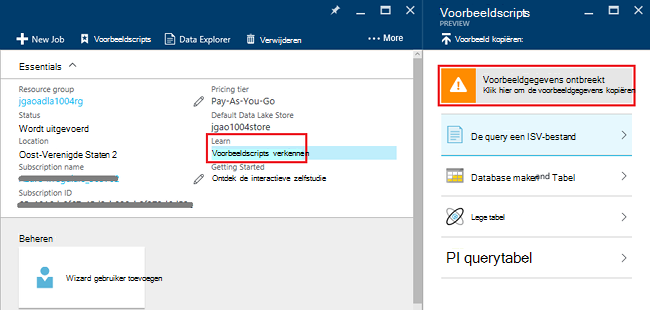 New Job
Voorbeeldscripts
Data Explorer
Verwijderen
··· More
Essentials
Resource group
jgaoadla1004rg
Status
Wordt uitgevoerd
Location
Oost-Verenigde Staten 2
Subscription name
Subscription ID
Pricing tier
Pay-As-You-Go
Default Data Lake Store
jgao1004store
Learn
Voorbeeldscripts verkennen
Getting Started
Ontdek de interactieve zelfstudie
Beheren
Wizard gebruiker toevoegen
Voorbeeldscripts
PREVIEW
Voorbeeld kopiëren:
Voorbeeldgegevens ontbreekt
Klik hier om de voorbeeldgegevens kopiëren
De query een ISV-bestand
Database maken and Tabel
Lege tabel
PI querytabel